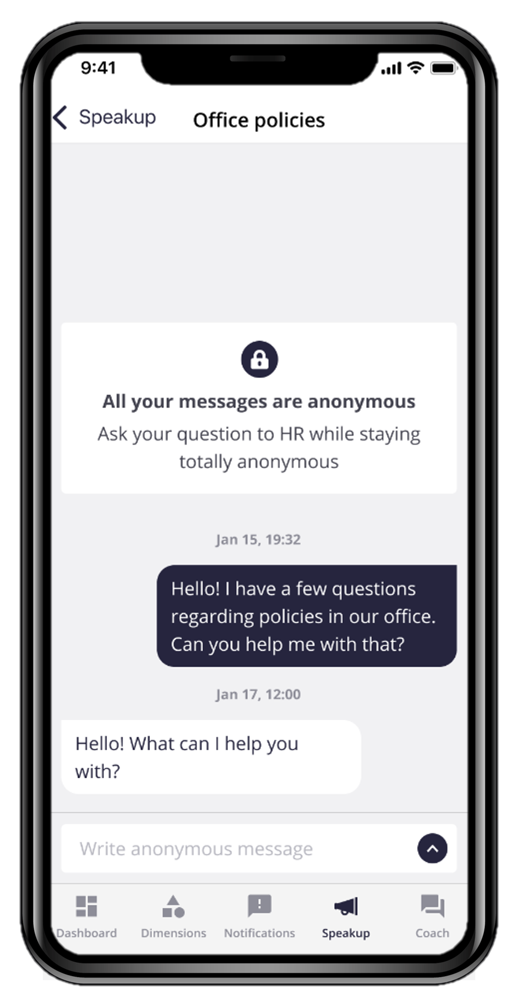 9:41
Speakup
Office policies
All your messages are anonymous
Ask your question to HR while staying
totally anonymous
Jan 15, 19:32
Hello! I have a few questions
regarding policies in our office.
Can you help me with that?
Jan 17, 12:00
Hello! What can I help you
with?
Write anonymous message
Dashboard
Dimensions
Notifications
Speakup
Coach